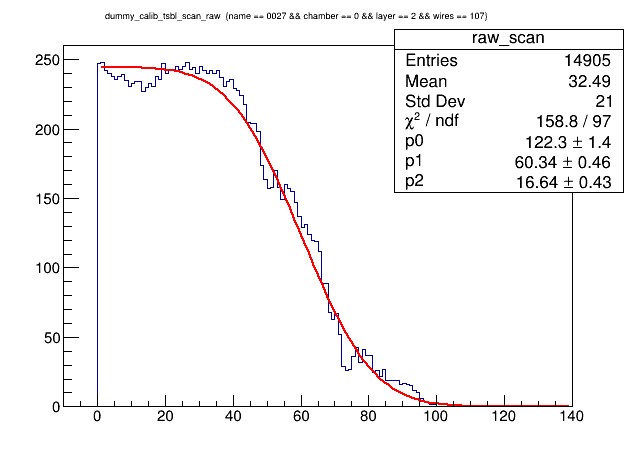 dummy_calib_tsbl_scan_raw (name == 0027 && chamber == 0 && layer == 2 && wires == 107)
raw_scan
Entries 14905
Mean 32.49
Std Dev 21
χ² / ndf 158.8 / 97
p0 122.3 ± 1.4
p1 60.34 ± 0.46
p2 16.64 ± 0.43
250
200
150
100
50
0
0 20 40 60 80 100 120 140